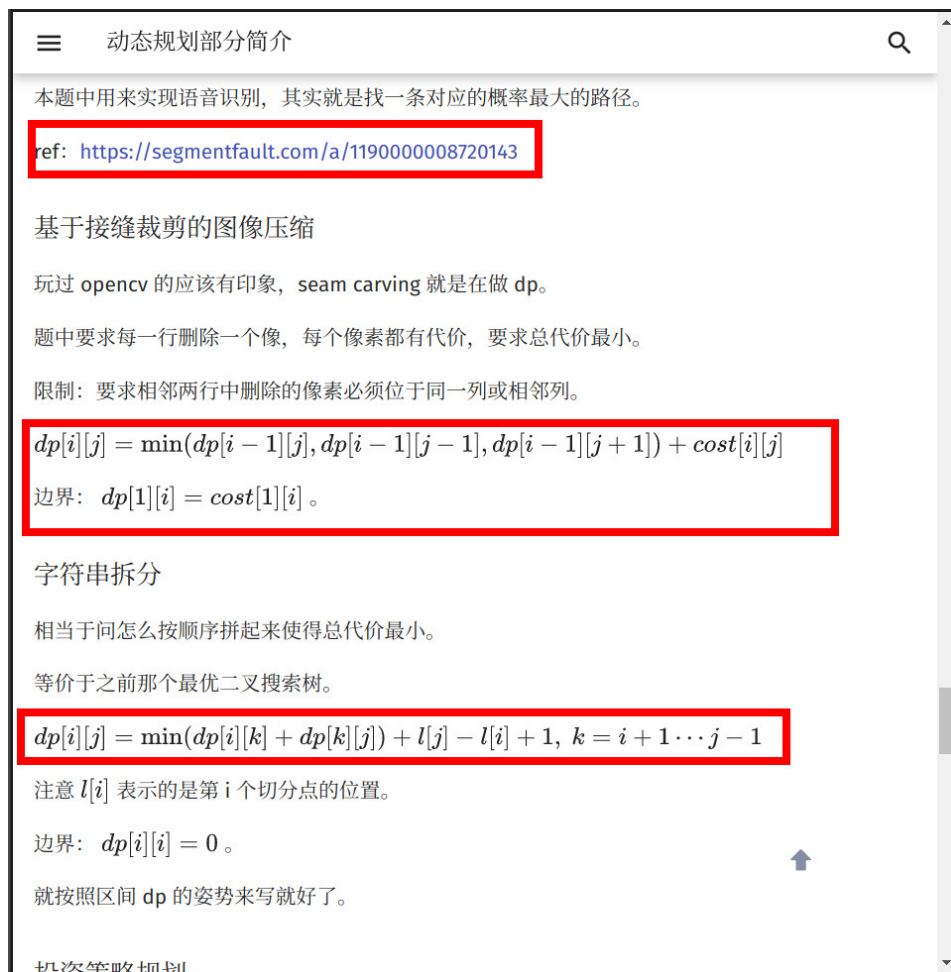 动态规划部分简介
本题中用来实现语音识别，其实就是找一条对应的概率最大的路径。
ref：https://segmentfault.com/a/1190000008720143
基于接缝裁剪的图像压缩
玩过 opencv 的应该有印象，seam carving 就是在做 dp。
题中要求每一行删除一个像，每个像素都有代价，要求总代价最小。
限制：要求相邻两行中删除的像素必须位于同一列或相邻列。
dp[i][j] = min(dp[i − 1][j], dp[i − 1][j − 1], dp[i − 1][j + 1]) + cost[i][j]
边界： dp[1][i] = cost[1][i] 。
字符串拆分
相当于问怎么按顺序拼起来使得总代价最小。
等价于之前那个最优二叉搜索树。
dp[i][j] = min(dp[i][k] + dp[k][j]) + l[j] − l[i] + 1, k = i + 1 ⋯ j − 1
注意 l[i] 表示的是第 i 个切分点的位置。
边界： dp[i][i] = 0 。
就按照区间 dp 的姿势来写就好了。
投资策略规划